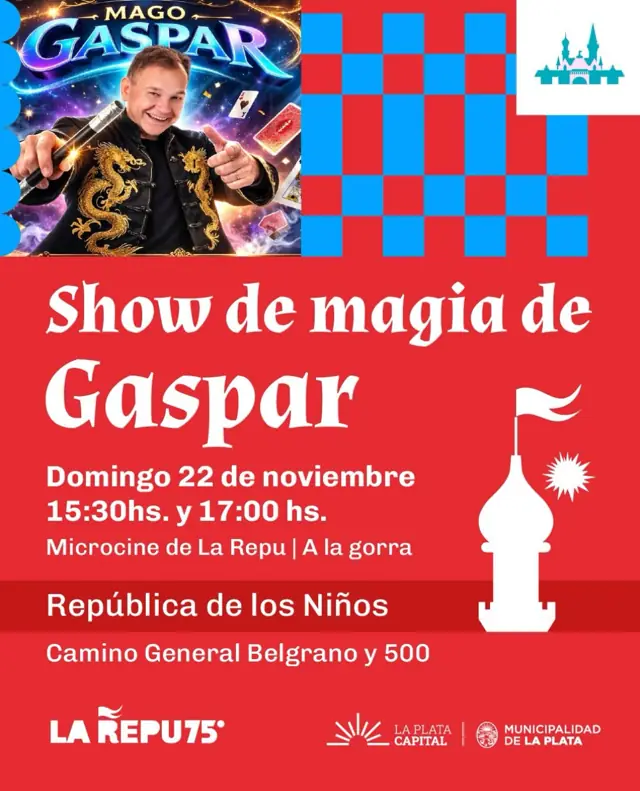 MAGO
GASPAR
Show de magia de
Gaspar
Domingo 22 de noviembre
15:30hs. y 17:00 hs.
Microcine de La Repu | A la gorra
República de los Niños
Camino General Belgrano y 500
LA REPU 75°
LA PLATA
CAPITAL
MUNICIPALIDAD
DE LA PLATA